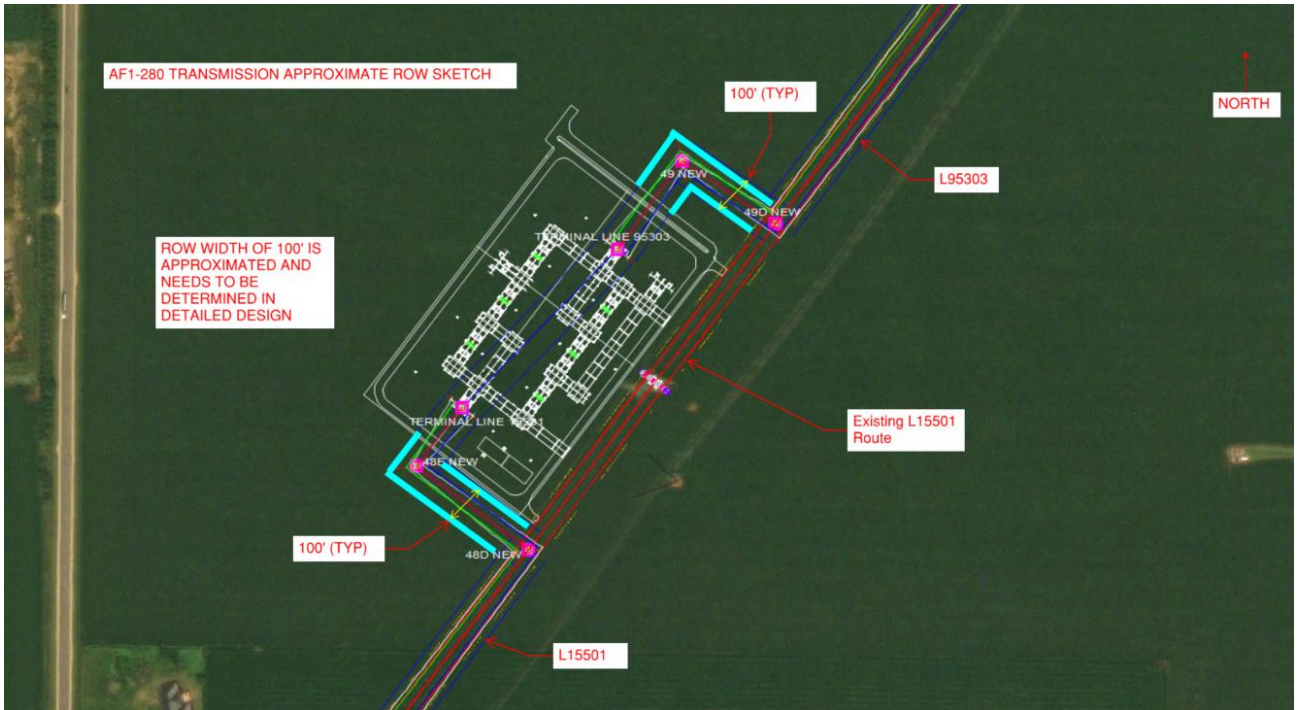 AF1-280 TRANSMISSION APPROXIMATE ROW SKETCH
100' (TYP)
NORTH
49 NEW
L95303
49D NEW
TERMINAL LINE 95303
ROW WIDTH OF 100' IS
APPROXIMATED AND
NEEDS TO BE
DETERMINED IN
DETAILED DESIGN
TERMINAL LINE
Existing L15501
Route
48E NEW
100' (TYP)
48D NEW
L15501